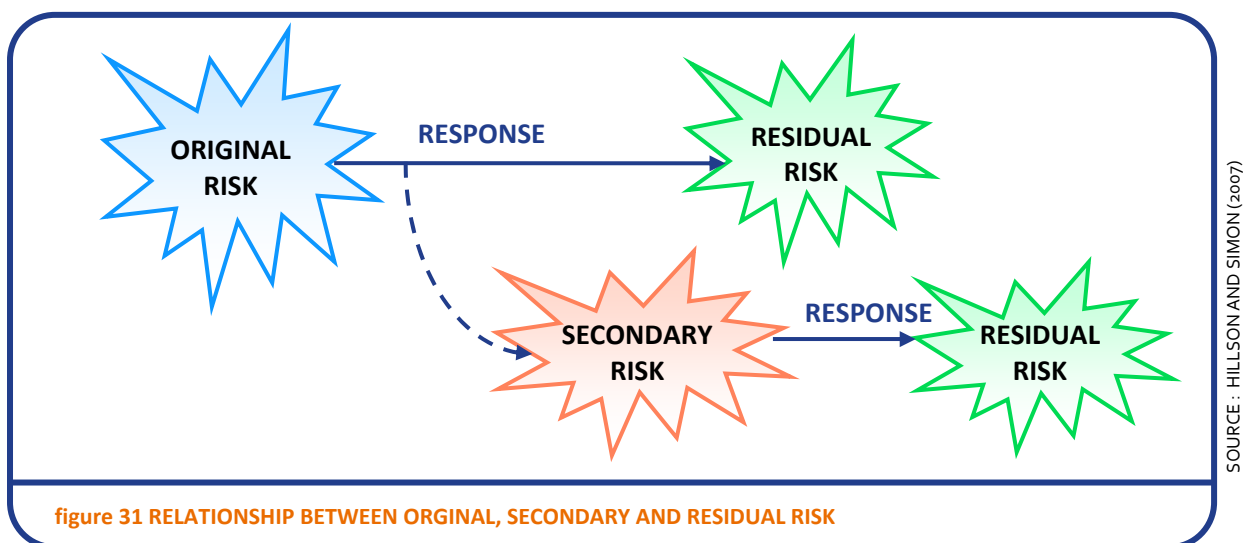 ORIGINAL
RISK
RESPONSE
RESIDUAL
RISK
SECONDARY
RISK
RESPONSE
RESIDUAL
RISK
SOURCE : HILLSON AND SIMON (2007)
figure 31 RELATIONSHIP BETWEEN ORGINAL, SECONDARY AND RESIDUAL RISK